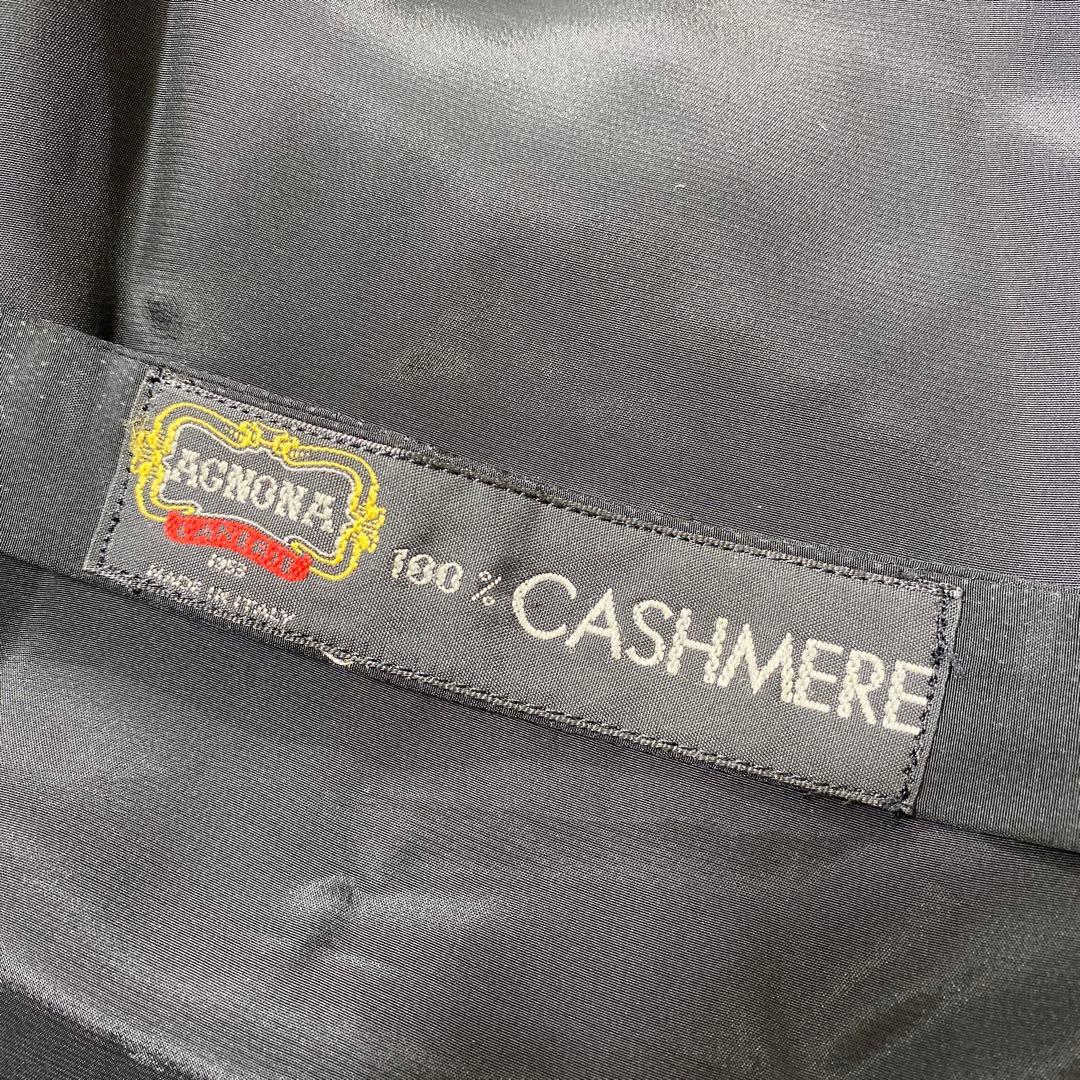 AGNONA
1953
MADE IN ITALY
100 % CASHMERE